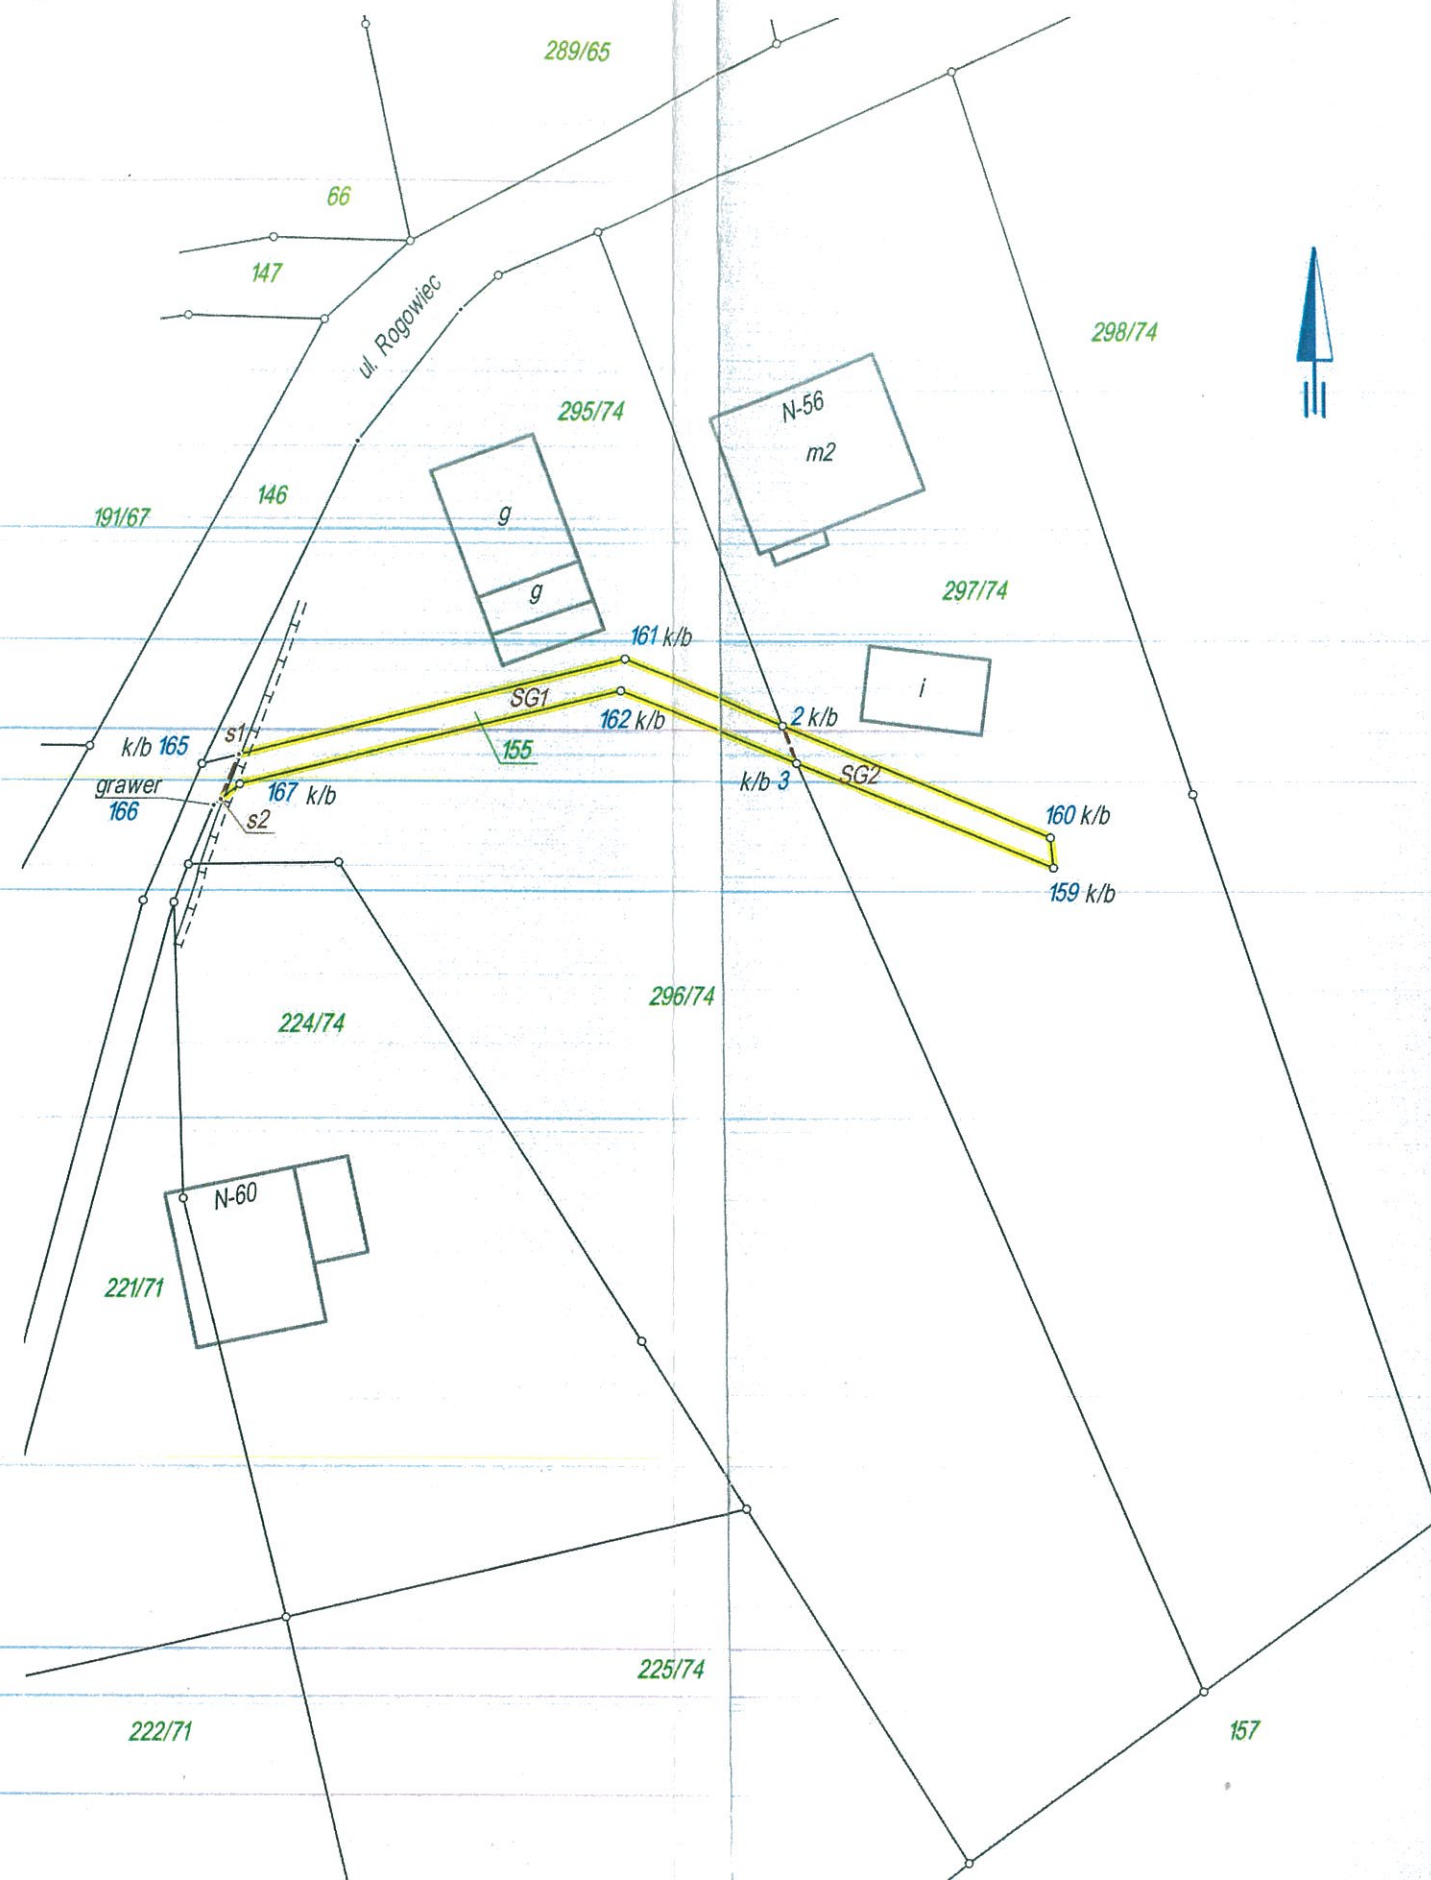 289/65
66
147
ul. Rogowiec
298/74
295/74
N-56
m2
146
191/67
g
g
297/74
161 k/b
i
SG1
162 k/b
2 k/b
s1
k/b 165
155
k/b 3
SG2
grawer
166
167 k/b
s2
160 k/b
159 k/b
296/74
224/74
N-60
221/71
225/74
222/71
157